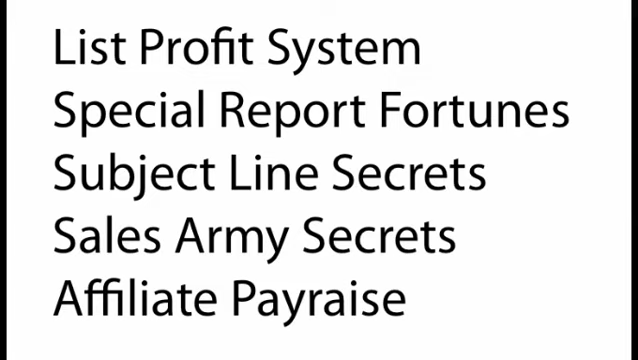 List Profit System
Special Report Fortunes
Subject Line Secrets
Sales Army Secrets
Affiliate Payraise